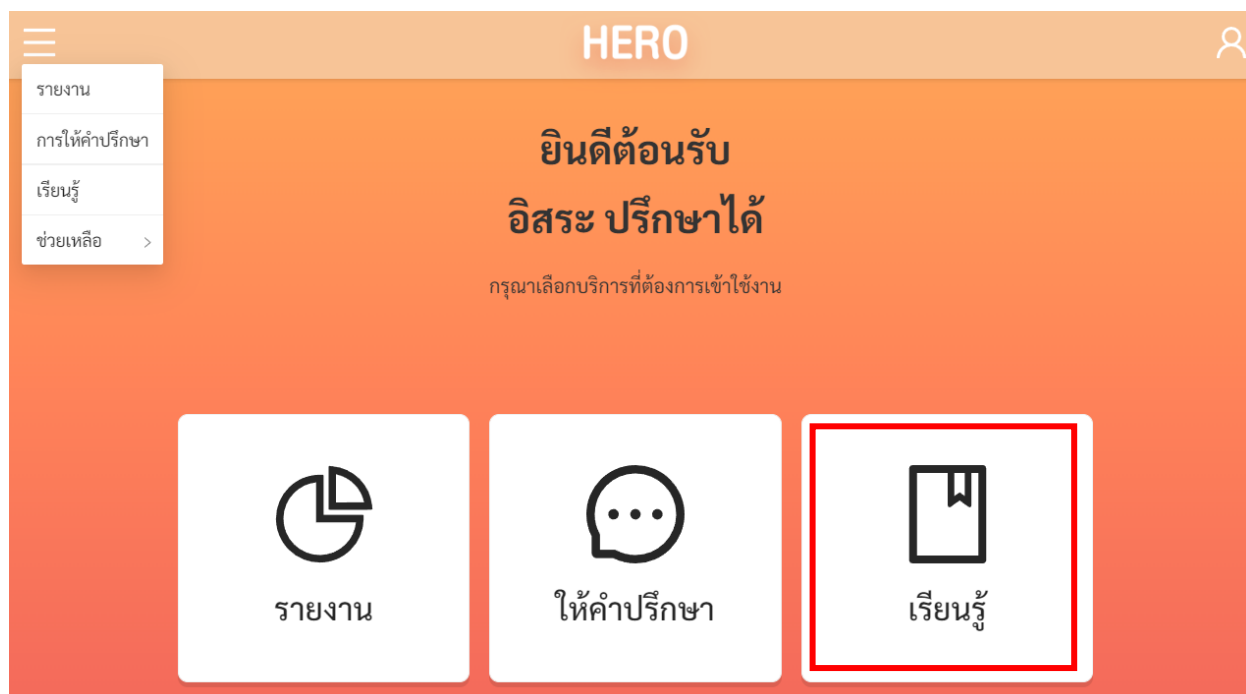 HERO
รายงาน
การให้คำปรึกษา
เรียนรู้
ช่วยเหลือ >
ยินดีต้อนรับ
อิสระ ปรึกษาได้
กรุณาเลือกบริการที่ต้องการเข้าใช้งาน
รายงาน
ให้คำปรึกษา
เรียนรู้